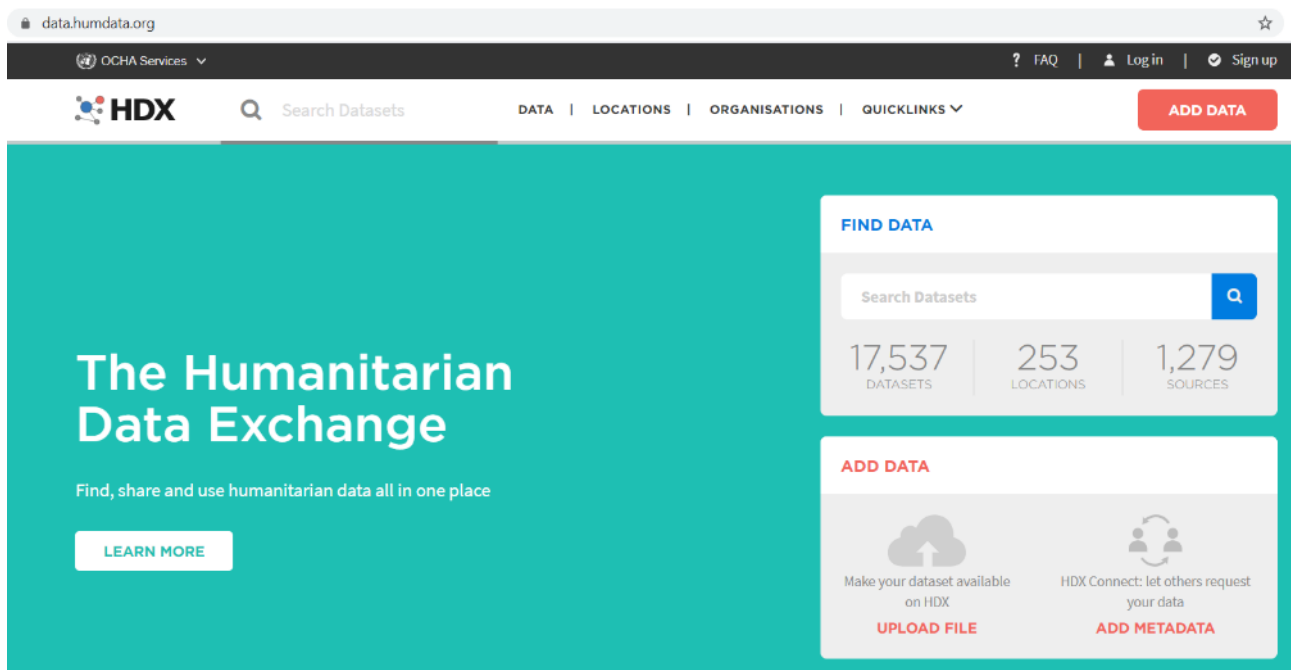 data.humdata.org
OCHA Services
? FAQ | Log in | Sign up
HDX
Search Datasets
DATA | LOCATIONS | ORGANISATIONS | QUICKLINKS
ADD DATA
The Humanitarian
Data Exchange
Find, share and use humanitarian data all in one place
LEARN MORE
FIND DATA
Search Datasets
17,537 253 1,279
DATASETS LOCATIONS SOURCES
ADD DATA
Make your dataset available
on HDX
UPLOAD FILE
HDX Connect: let others request
your data
ADD METADATA